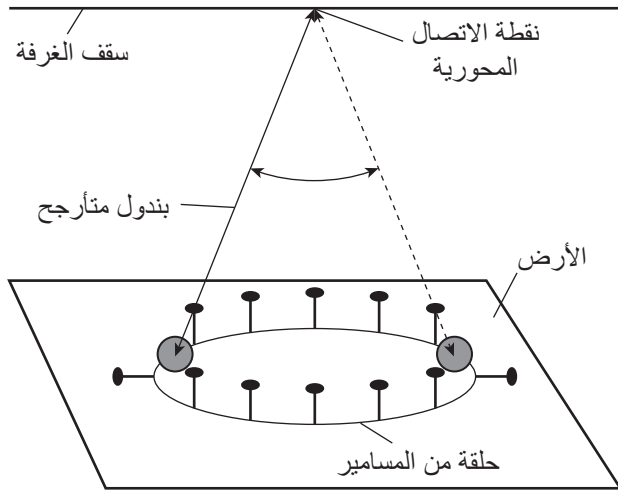 نقطة الاتصال
المحورية
سقف الغرفة
بندول متأرجح
الأرض
حلقة من المسامير